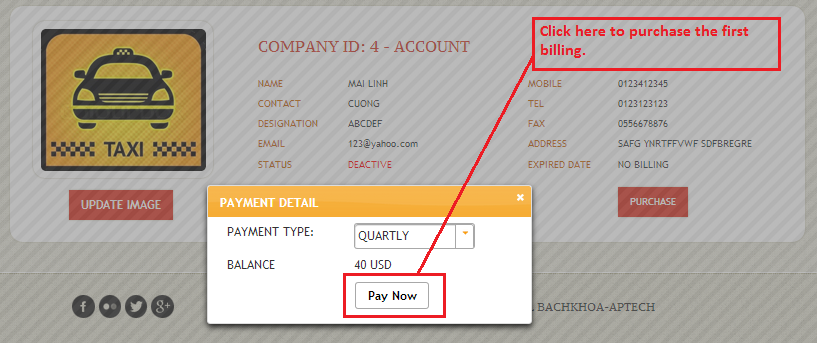 COMPANY ID: 4 - ACCOUNT
Click here to purchase the first
billing.
NAME MAI LINH MOBILE 0123412345
CONTACT CUONG TEL 0123123123
DESIGNATION ABCDEF FAX 0556678876
EMAIL 123@yahoo.com ADDRESS SAFG YNRTFFVWF SDFBREGRE
STATUS DEACTIVE EXPIRED DATE NO BILLING
TAXI
UPDATE IMAGE
PURCHASE
PAYMENT DETAIL
PAYMENT TYPE: QUARTLY
BALANCE 40 USD
Pay Now
BACHKHOA-APTECH